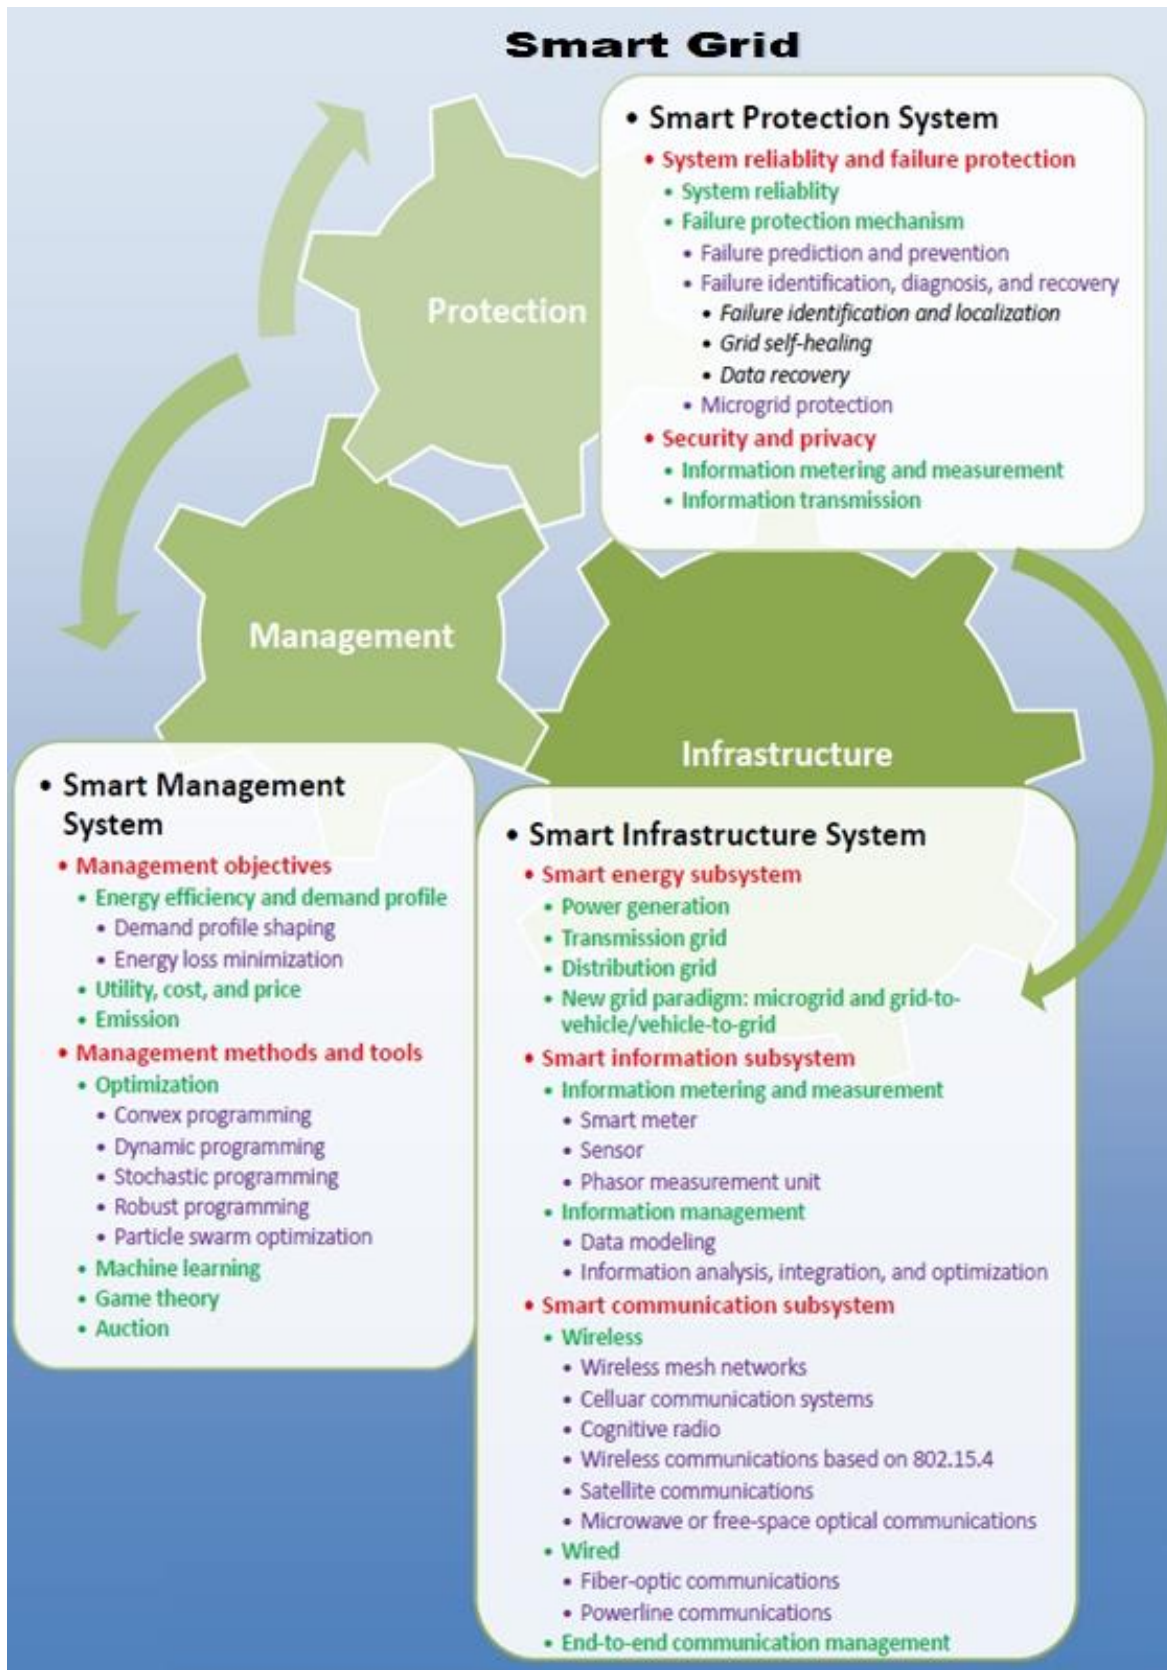 Smart Grid
• Smart Protection System
• System reliablity and failure protection
• System reliablity
• Failure protection mechanism
• Failure prediction and prevention
• Failure identification, diagnosis, and recovery
• Failure identification and localization
• Grid self-healing
• Data recovery
• Microgrid protection
• Security and privacy
• Information metering and measurement
• Information transmission
Protection
Management
Infrastructure
• Smart Management
System
• Management objectives
• Energy efficiency and demand profile
• Demand profile shaping
• Energy loss minimization
• Utility, cost, and price
• Emission
• Management methods and tools
• Optimization
• Convex programming
• Dynamic programming
• Stochastic programming
• Robust programming
• Particle swarm optimization
• Machine learning
• Game theory
• Auction
• Smart Infrastructure System
• Smart energy subsystem
• Power generation
• Transmission grid
• Distribution grid
• New grid paradigm: microgrid and grid-to-
vehicle/vehicle-to-grid
• Smart information subsystem
• Information metering and measurement
• Smart meter
• Sensor
• Phasor measurement unit
• Information management
• Data modeling
• Information analysis, integration, and optimization
• Smart communication subsystem
• Wireless
• Wireless mesh networks
• Celluar communication systems
• Cognitive radio
• Wireless communications based on 802.15.4
• Satellite communications
• Microwave or free-space optical communications
• Wired
• Fiber-optic communications
• Powerline communications
• End-to-end communication management